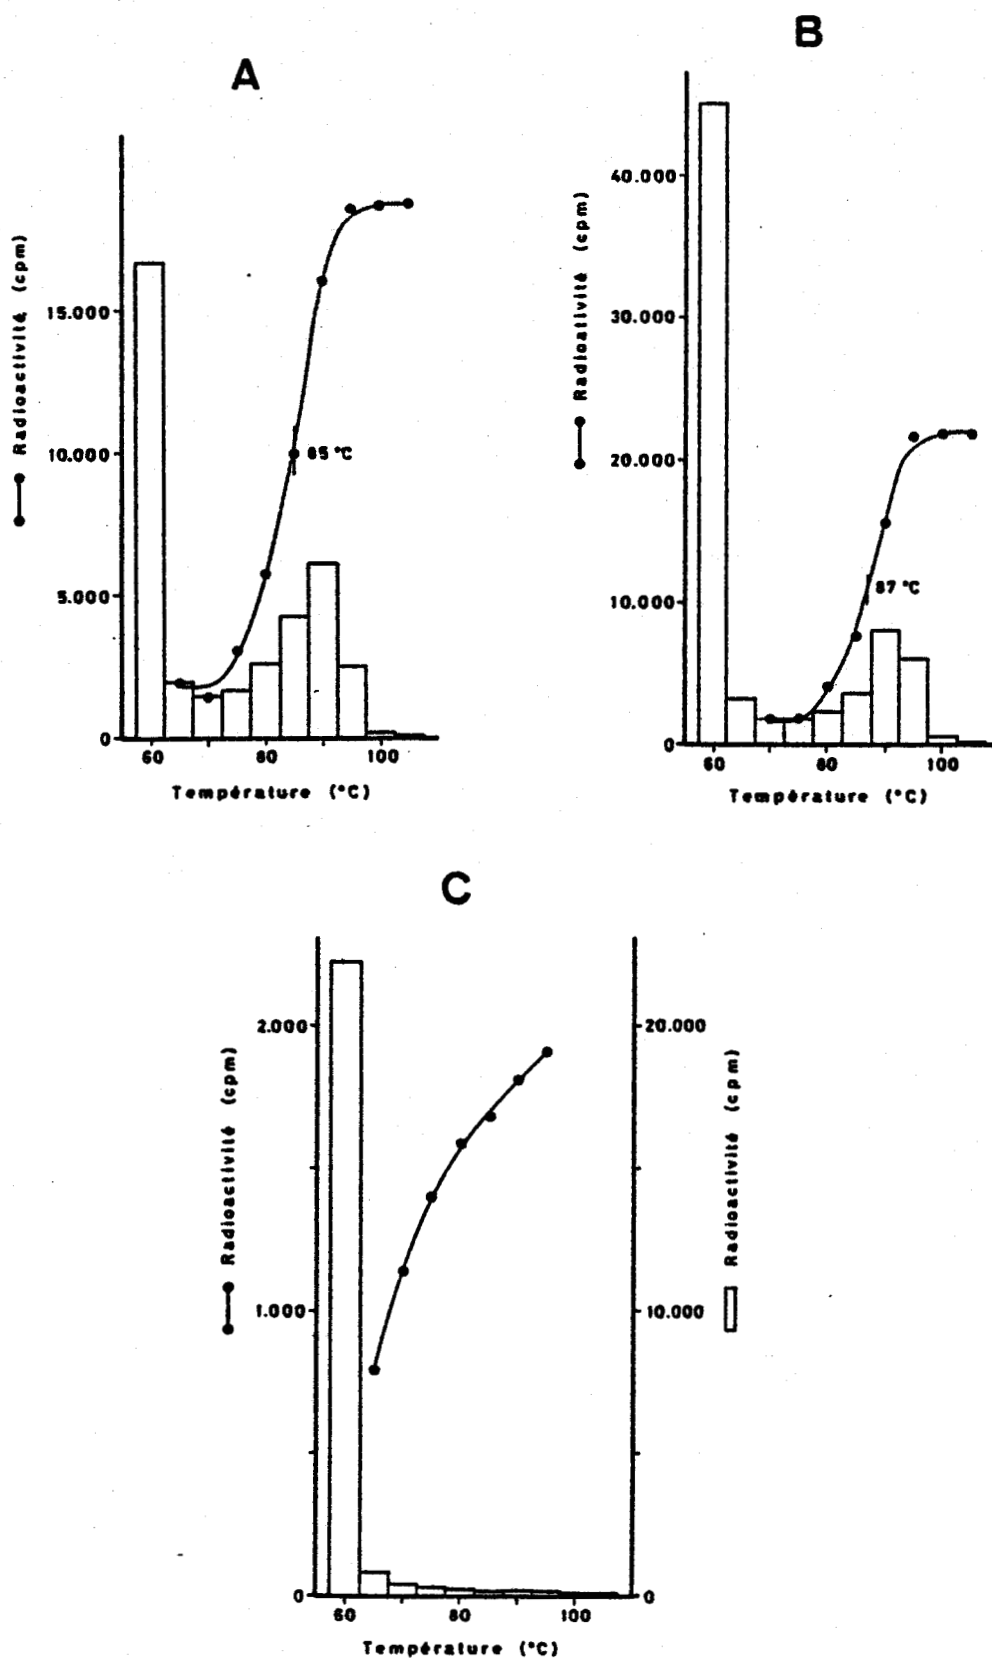 A
Radioactivité (cpm)
15.000
10.000
5.000
0
85 °C
60 80 100
Température (°C)
B
Radioativité (cpm)
40.000
30.000
20.000
10.000
0
87 °C
60 80 100
Température (°C)
C
Radioactivité (cpm)
2.000
1.000
0
20.000
10.000
0
Radioactivité (cpm)
60 80 100
Température (°C)